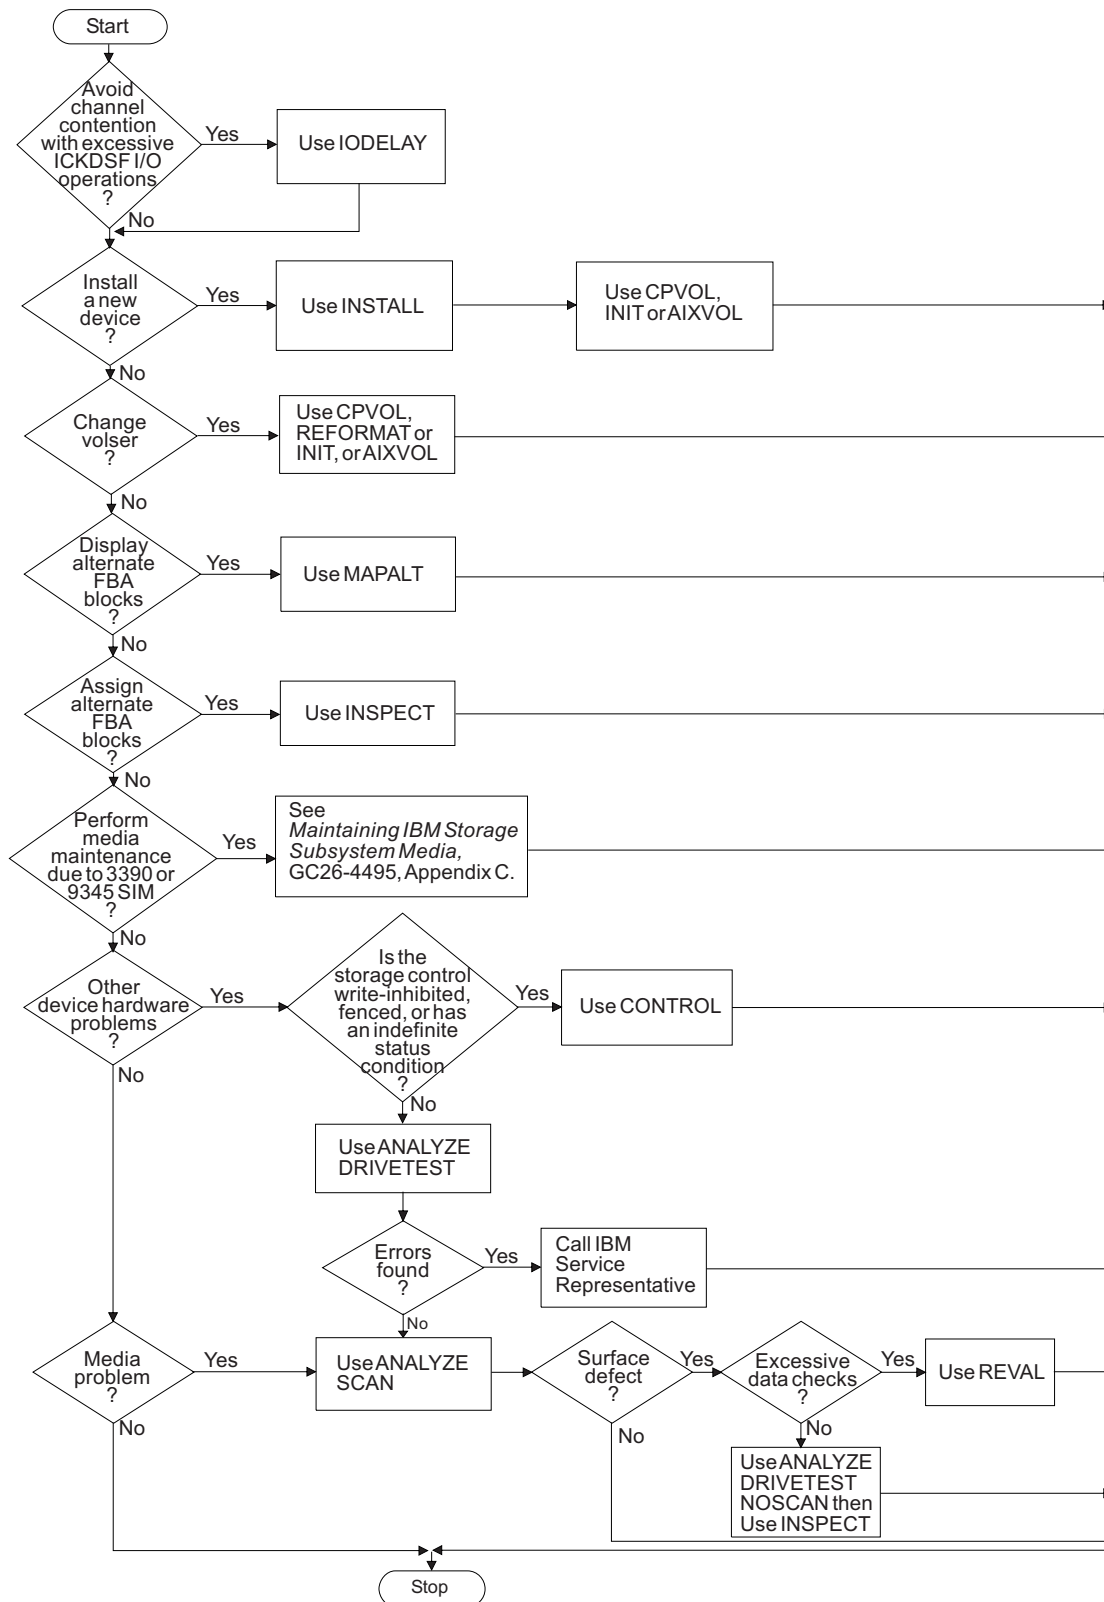 Start
Avoid
channel
contention
with excessive
ICKDSF I/O
operations
?
Yes
Use IODELAY
No
Install
a new
device
?
Yes
Use INSTALL
Use CPVOL,
INIT or AIXVOL
No
Change
volser
?
Yes
Use CPVOL,
REFORMAT or
INIT, or AIXVOL
No
Display
alternate
FBA
blocks
?
Yes
Use MAPALT
No
Assign
alternate
FBA
blocks
?
Yes
Use INSPECT
No
Perform
media
maintenance
due to 3390 or
9345 SIM
?
Yes
See
Maintaining IBM Storage
Subsystem Media,
GC26-4495, Appendix C.
No
Other
device hardware
problems
?
Yes
Is the
storage control
write-inhibited,
fenced, or has
an indefinite
status
condition
?
Yes
Use CONTROL
No
No
Use ANALYZE
DRIVETEST
Errors
found
?
Yes
Call IBM
Service
Representative
No
Media
problem
?
Yes
Use ANALYZE
SCAN
Surface
defect
?
Yes
Excessive
data checks
?
Yes
Use REVAL
No
No
No
Use ANALYZE
DRIVETEST
NOSCAN then
Use INSPECT
Stop